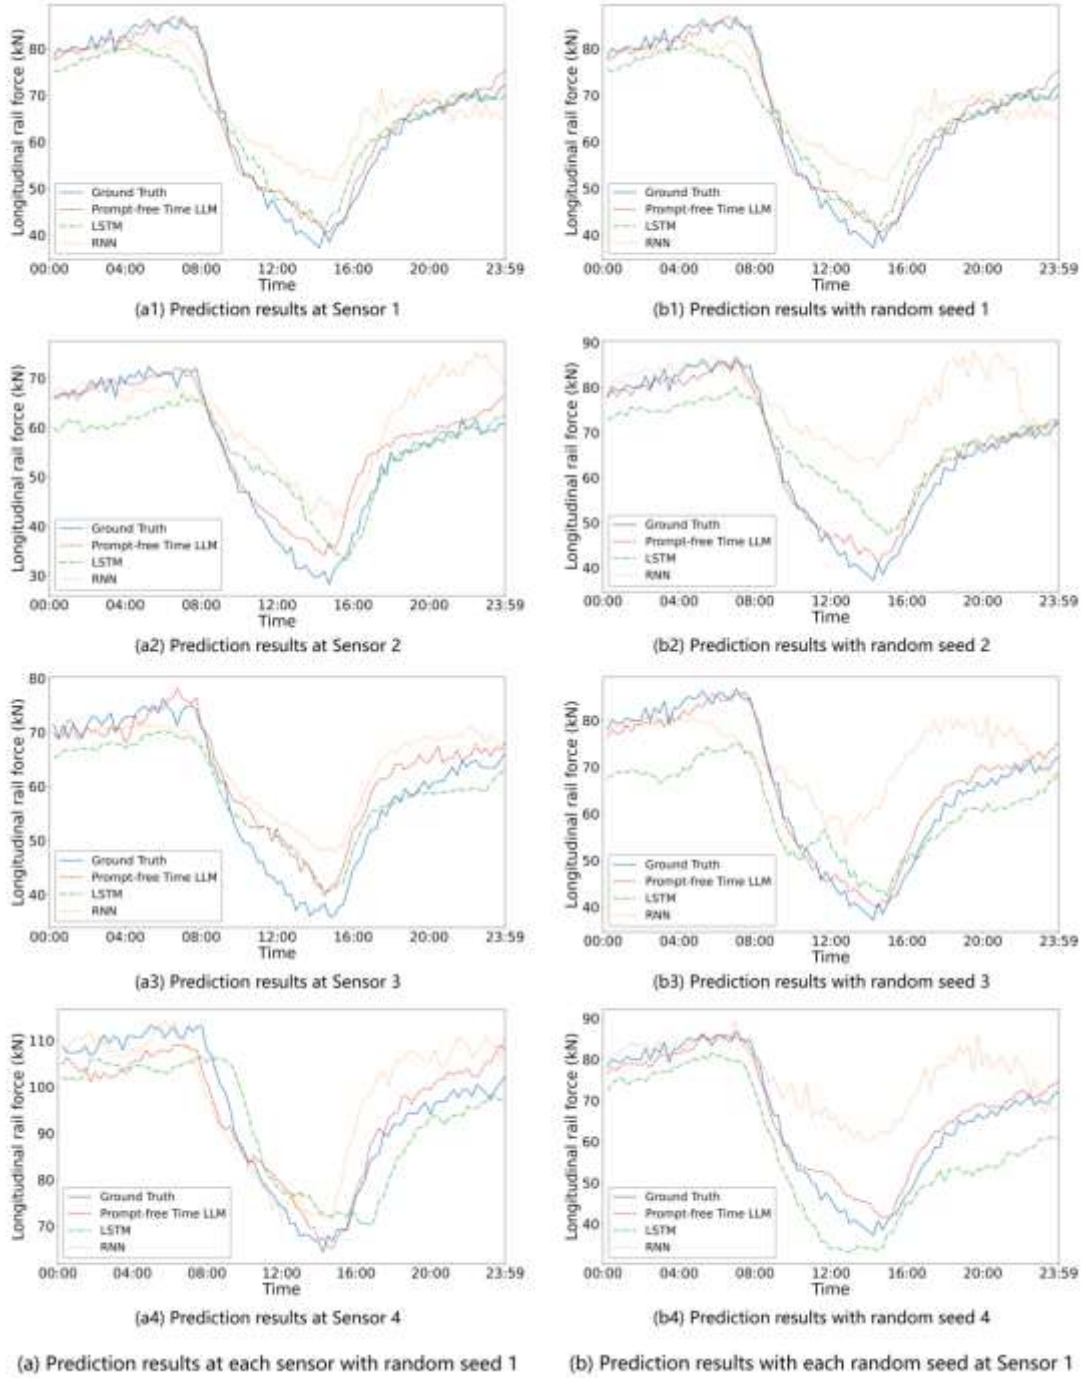 Longitudinal rail force (kN)
80
70
60
50
40
Ground Truth
Prompt-free Time LLM
LSTM
RNN
00:00 04:00 08:00 12:00 16:00 20:00 23:59
Time
(a1) Prediction results at Sensor 1
Longitudinal rail force (kN)
80
70
60
50
40
Ground Truth
Prompt-free Time LLM
LSTM
RNN
00:00 04:00 08:00 12:00 16:00 20:00 23:59
Time
(b1) Prediction results with random seed 1
Longitudinal rail force (kN)
70
60
50
40
30
Ground Truth
Prompt-free Time LLM
LSTM
RNN
00:00 04:00 08:00 12:00 16:00 20:00 23:59
Time
(a2) Prediction results at Sensor 2
Longitudinal rail force (kN)
90
80
70
60
50
40
Ground Truth
Prompt-free Time LLM
LSTM
RNN
00:00 04:00 08:00 12:00 16:00 20:00 23:59
Time
(b2) Prediction results with random seed 2
Longitudinal rail force (kN)
80
70
60
50
40
Ground Truth
Prompt-free Time LLM
LSTM
RNN
00:00 04:00 08:00 12:00 16:00 20:00 23:59
Time
(a3) Prediction results at Sensor 3
Longitudinal rail force (kN)
80
70
60
50
40
Ground Truth
Prompt-free Time LLM
LSTM
RNN
00:00 04:00 08:00 12:00 16:00 20:00 23:59
Time
(b3) Prediction results with random seed 3
Longitudinal rail force (kN)
110
100
90
80
70
Ground Truth
Prompt-free Time LLM
LSTM
RNN
00:00 04:00 08:00 12:00 16:00 20:00 23:59
Time
(a4) Prediction results at Sensor 4
Longitudinal rail force (kN)
90
80
70
60
50
40
Ground Truth
Prompt-free Time LLM
LSTM
RNN
00:00 04:00 08:00 12:00 16:00 20:00 23:59
Time
(b4) Prediction results with random seed 4
(a) Prediction results at each sensor with random seed 1
(b) Prediction results with each random seed at Sensor 1